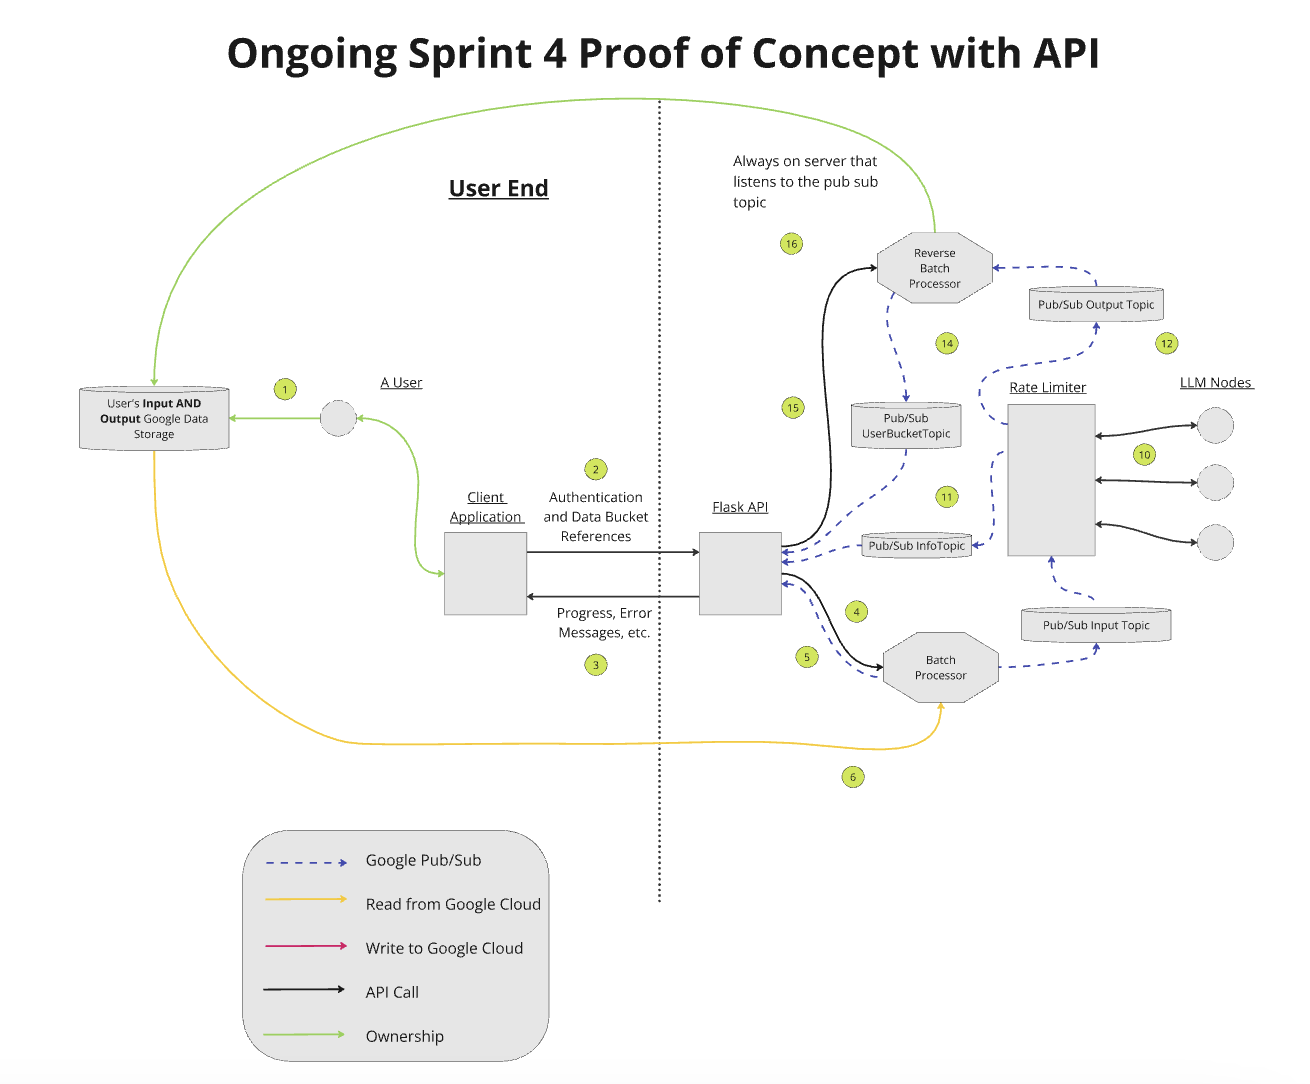 Ongoing Sprint 4 Proof of Concept with API
User End
Always on server that
listens to the pub sub
topic
16
Reverse
Batch
Processor
Pub/Sub Output Topic
14
12
1
A User
User's Input AND
Output Google Data
Storage
15
Pub/Sub
UserBucketTopic
Rate Limiter
LLM Nodes
10
2
Client
Application
Authentication
and Data Bucket
References
Flask API
11
Pub/Sub InfoTopic
Progress, Error
Messages, etc.
3
4
5
Batch
Processor
Pub/Sub Input Topic
6
Google Pub/Sub
Read from Google Cloud
Write to Google Cloud
API Call
Ownership